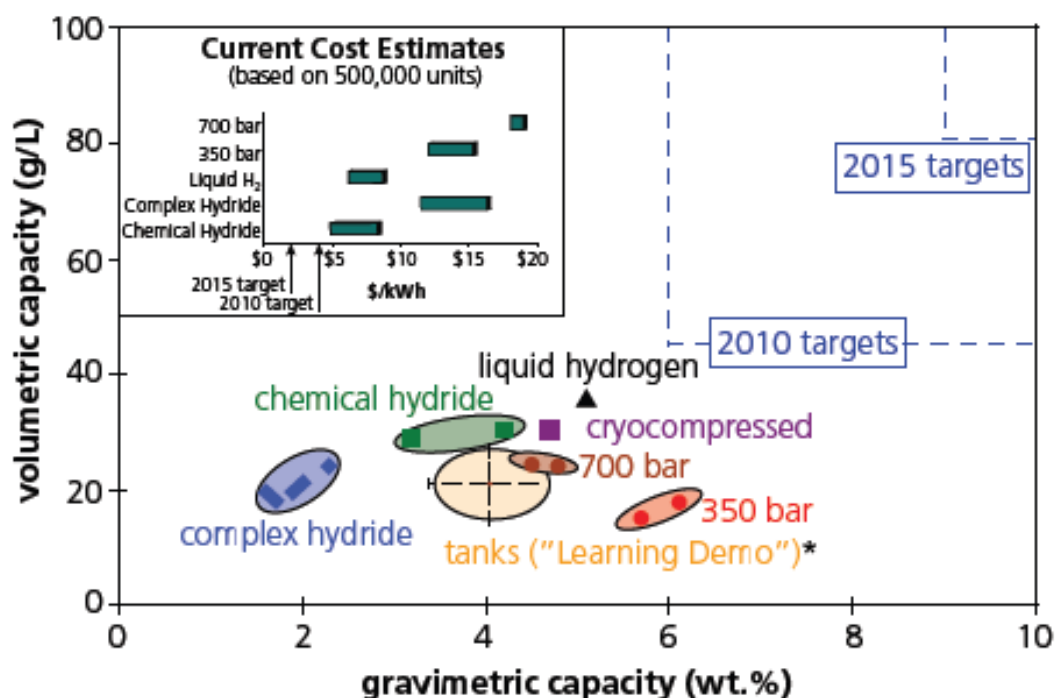 100
80
60
40
20
0
volumetric capacity (g/L)
Current Cost Estimates
(based on 500,000 units)
700 bar
350 bar
Liquid H₂
Complex Hydride
Chemical Hydride
$0 $5 $10 $15 $20
2015 target
2010 target
$/kWh
2015 targets
2010 targets
liquid hydrogen
chemical hydride
cryocompressed
700 bar
350 bar
complex hydride
tanks ("Learning Demo")*
0 2 4 6 8 10
gravimetric capacity (wt.%)